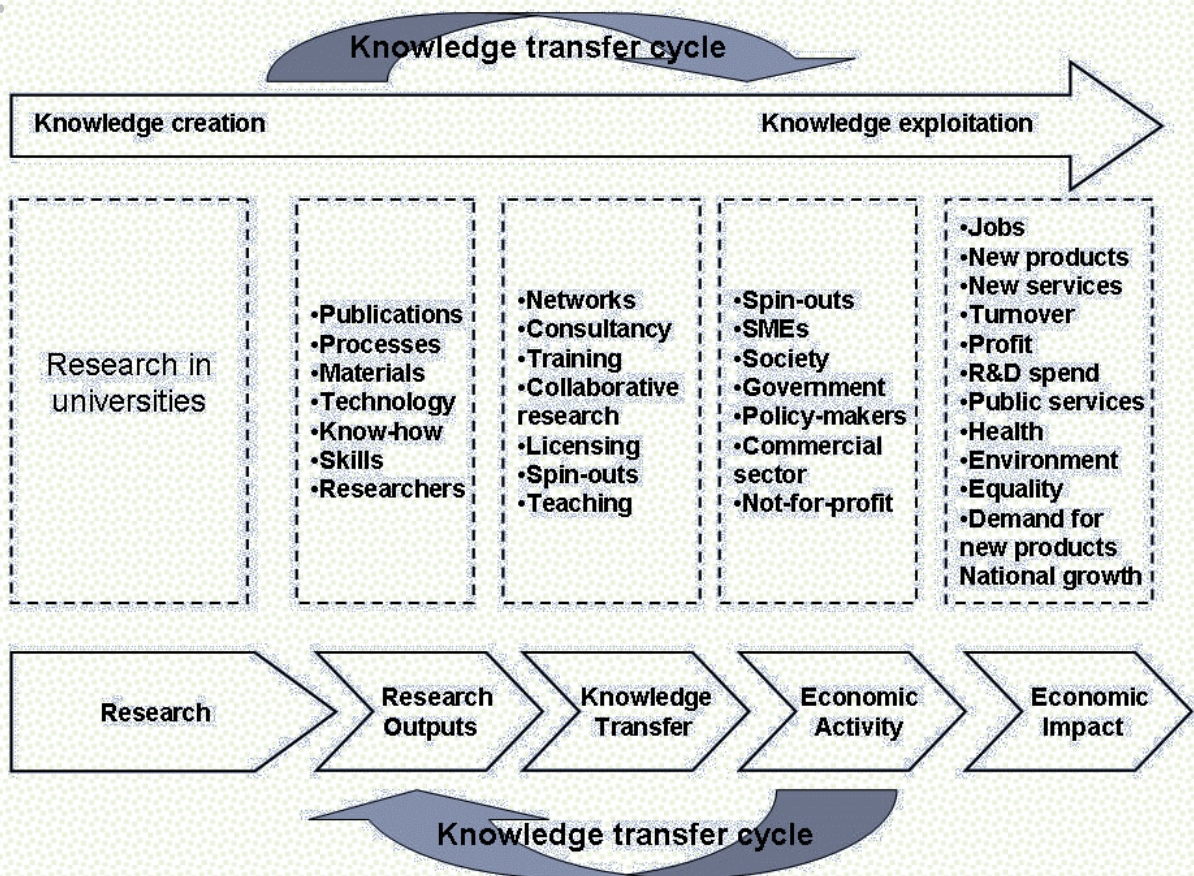 Knowledge transfer cycle
Knowledge creation
Knowledge exploitation
Research in
universities
•Publications
•Processes
•Materials
•Technology
•Know-how
•Skills
•Researchers
•Networks
•Consultancy
•Training
•Collaborative
research
•Licensing
•Spin-outs
•Teaching
•Spin-outs
•SMEs
•Society
•Government
•Policy-makers
•Commercial
sector
•Not-for-profit
•Jobs
•New products
•New services
•Turnover
•Profit
•R&D spend
•Public services
•Health
•Environment
•Equality
•Demand for
new products
National growth
Research
Research
Outputs
Knowledge
Transfer
Economic
Activity
Economic
Impact
Knowledge transfer cycle